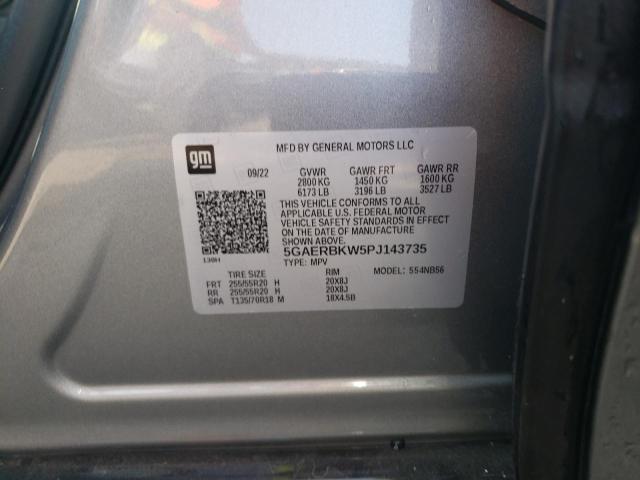 gm
MFD BY GENERAL MOTORS LLC
09/22 GVWR GAWR FRT GAWR RR
2800 KG 1450 KG 1600 KG
6173 LB 3196 LB 3527 LB
THIS VEHICLE CONFORMS TO ALL
APPLICABLE U.S. FEDERAL MOTOR
VEHICLE SAFETY STANDARDS IN EFFECT
ON THE DATE OF MANUFACTURE
SHOWN ABOVE.
5GAERBKW5PJ143735
138H TYPE: MPV MODEL: 554NB56
TIRE SIZE RIM
FRT 255/55R20 H 20X8J
RR 255/55R20 H 20X8J
SPA T135/70R18 M 18X4.5B